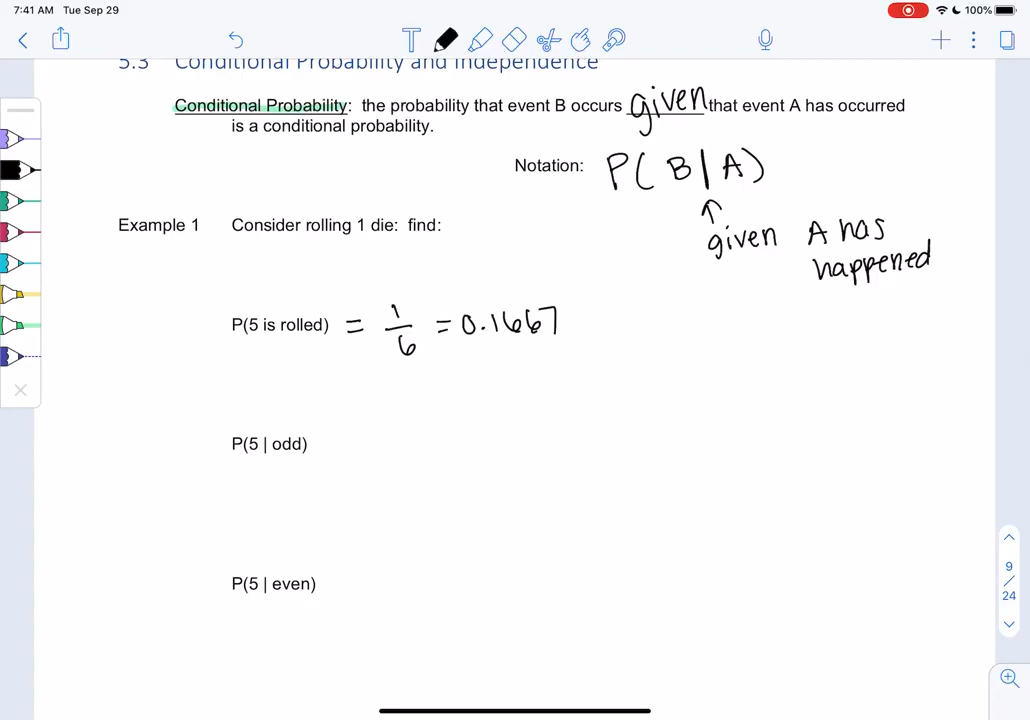 7:41 AM Tue Sep 29
100%
5.3 Conditional Probability and Independence
Conditional Probability: the probability that event B occurs given that event A has occurred
is a conditional probability.
Notation: P( B | A )
given A has
happened
Example 1 Consider rolling 1 die: find:
P(5 is rolled) = 1/6 = 0.1667
P(5 | odd)
P(5 | even)
9
/
24